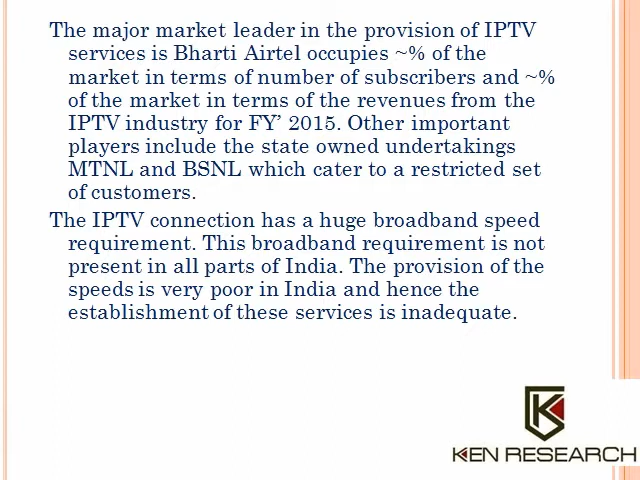 The major market leader in the provision of IPTV
services is Bharti Airtel occupies ~% of the
market in terms of number of subscribers and ~%
of the market in terms of the revenues from the
IPTV industry for FY’ 2015. Other important
players include the state owned undertakings
MTNL and BSNL which cater to a restricted set
of customers.
The IPTV connection has a huge broadband speed
requirement. This broadband requirement is not
present in all parts of India. The provision of the
speeds is very poor in India and hence the
establishment of these services is inadequate.
KEN RESEARCH